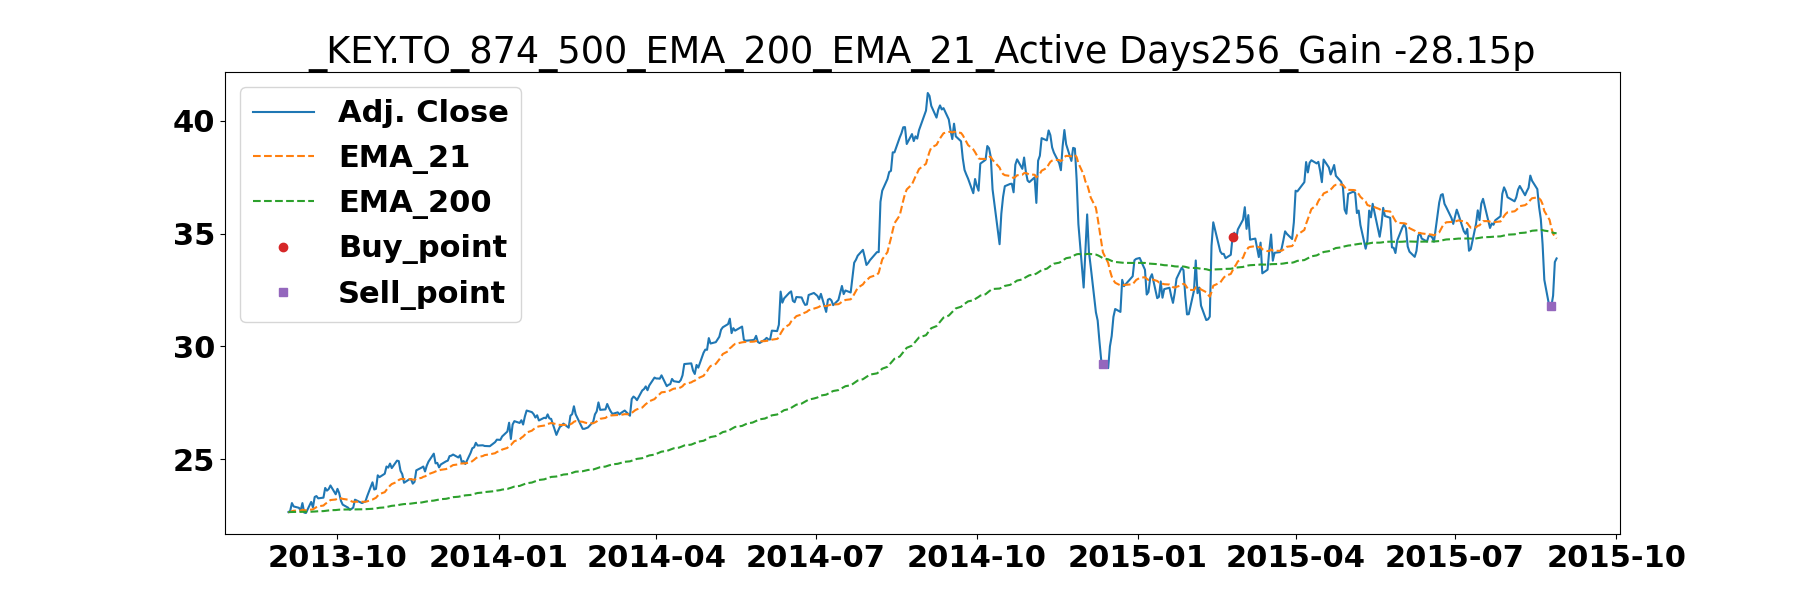 _KEY.TO_874_500_EMA_200_EMA_21_Active Days256_Gain -28.15p
Adj. Close
EMA_21
EMA_200
Buy_point
Sell_point
40
35
30
25
2013-10 2014-01 2014-04 2014-07 2014-10 2015-01 2015-04 2015-07 2015-10